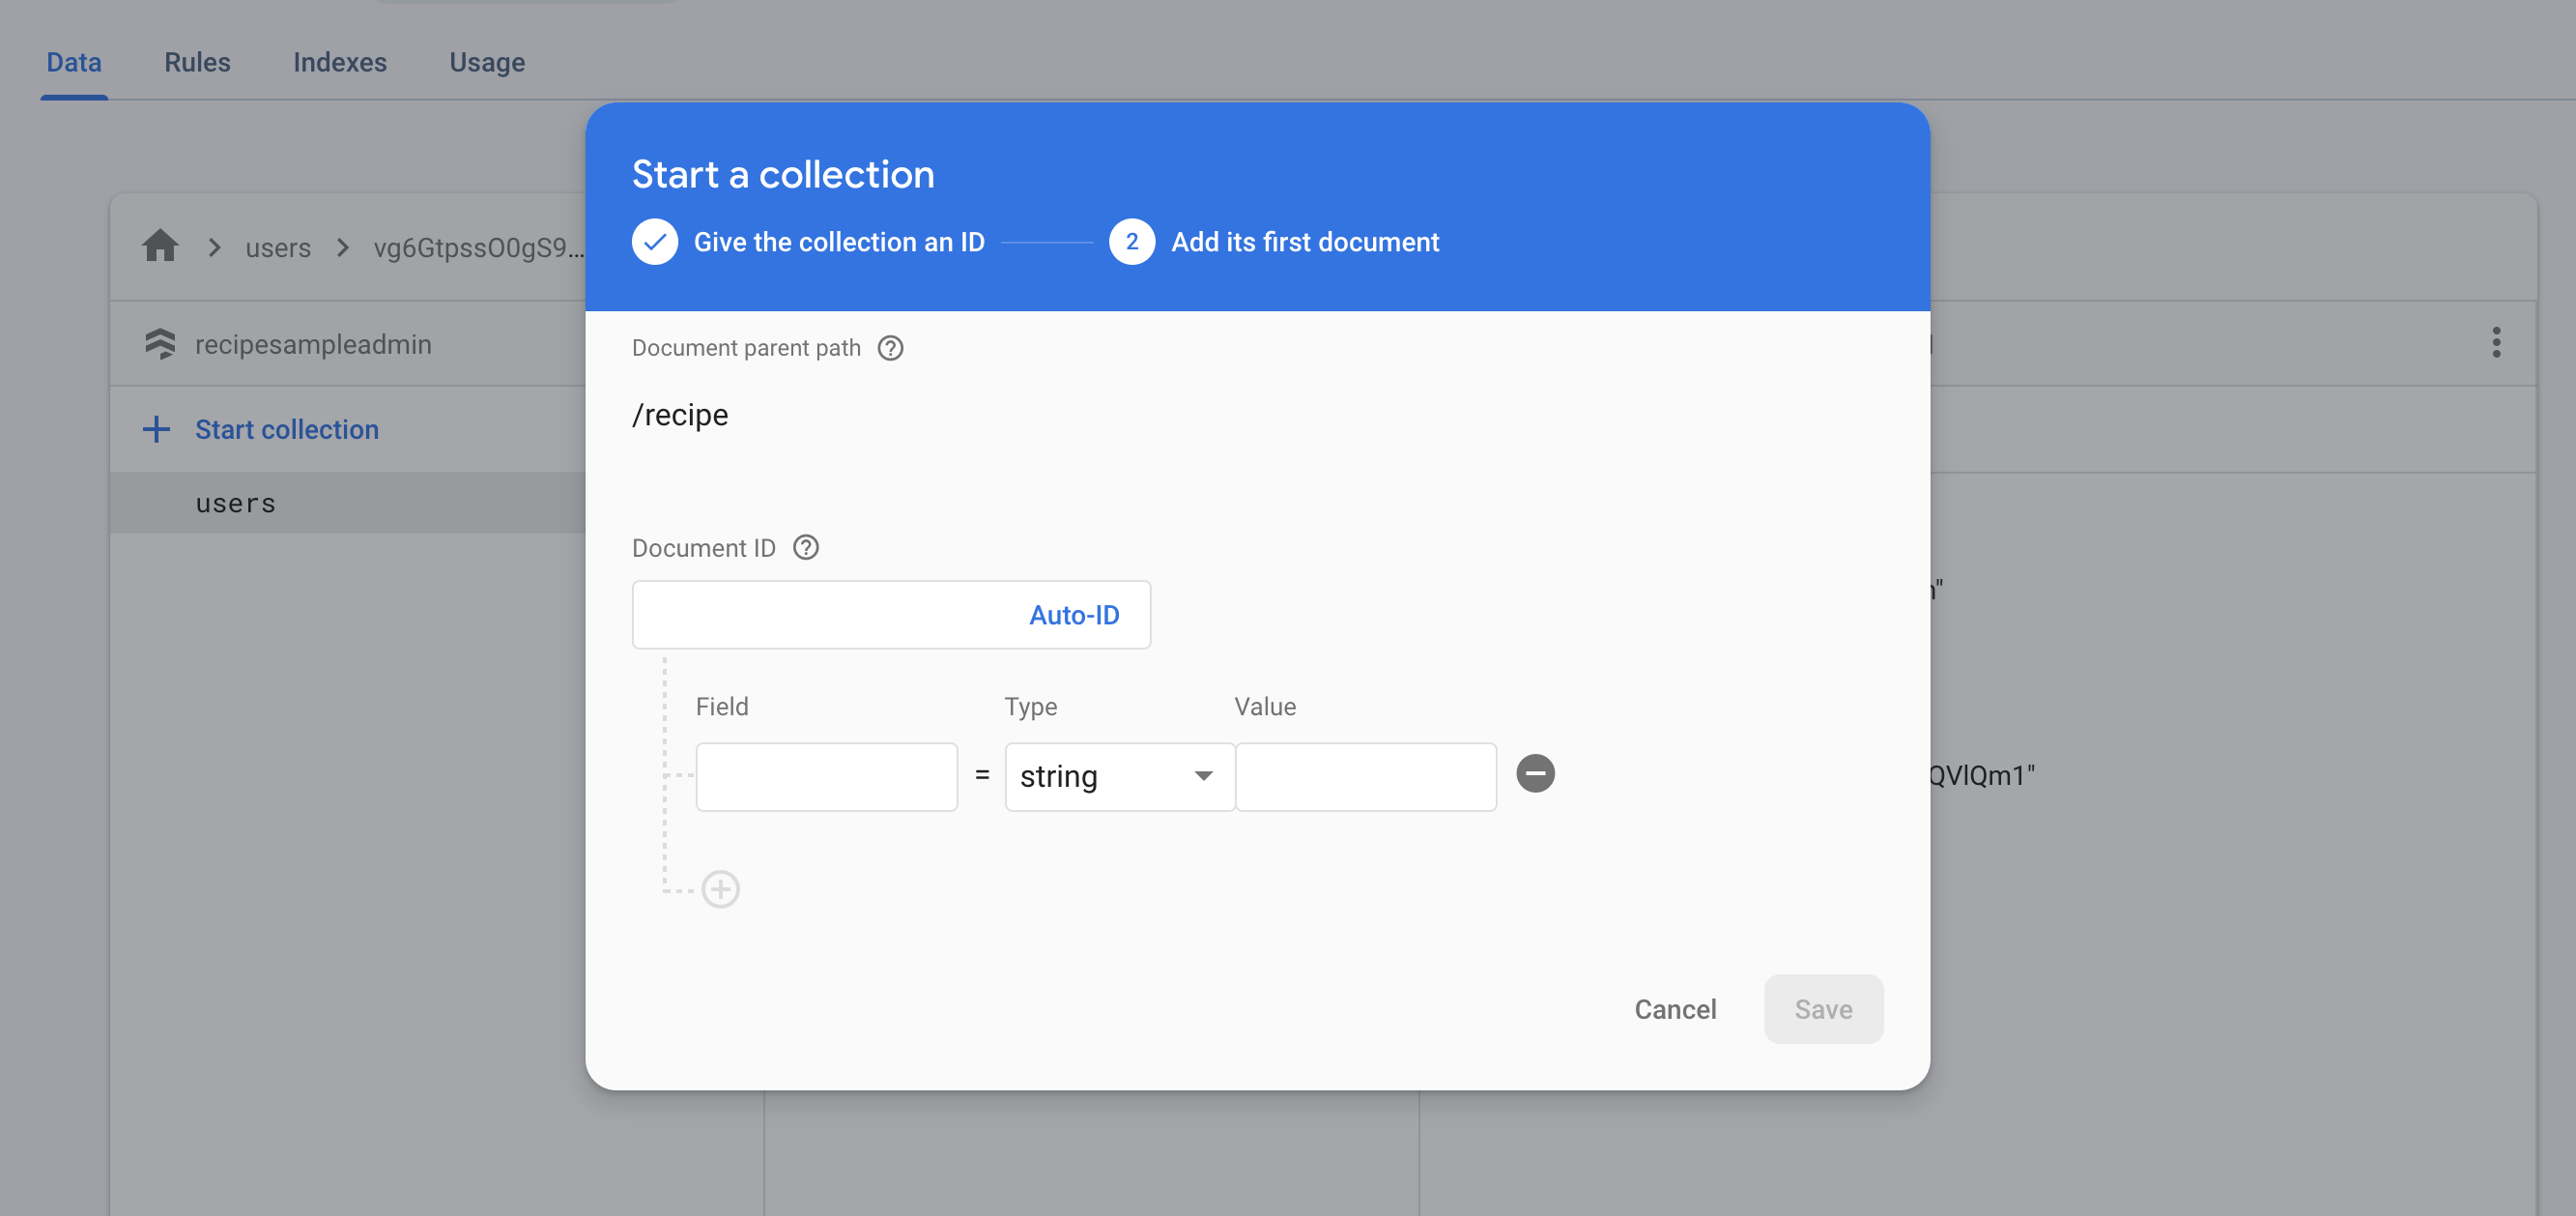 Data Rules Indexes Usage
Start a collection
Give the collection an ID 2 Add its first document
users vg6GtpssO0gS9...
recipesampleadmin
Start collection
users
Document parent path ?
/recipe
Document ID ?
Auto-ID
Field Type Value
= string
QVlQm1"
Cancel Save